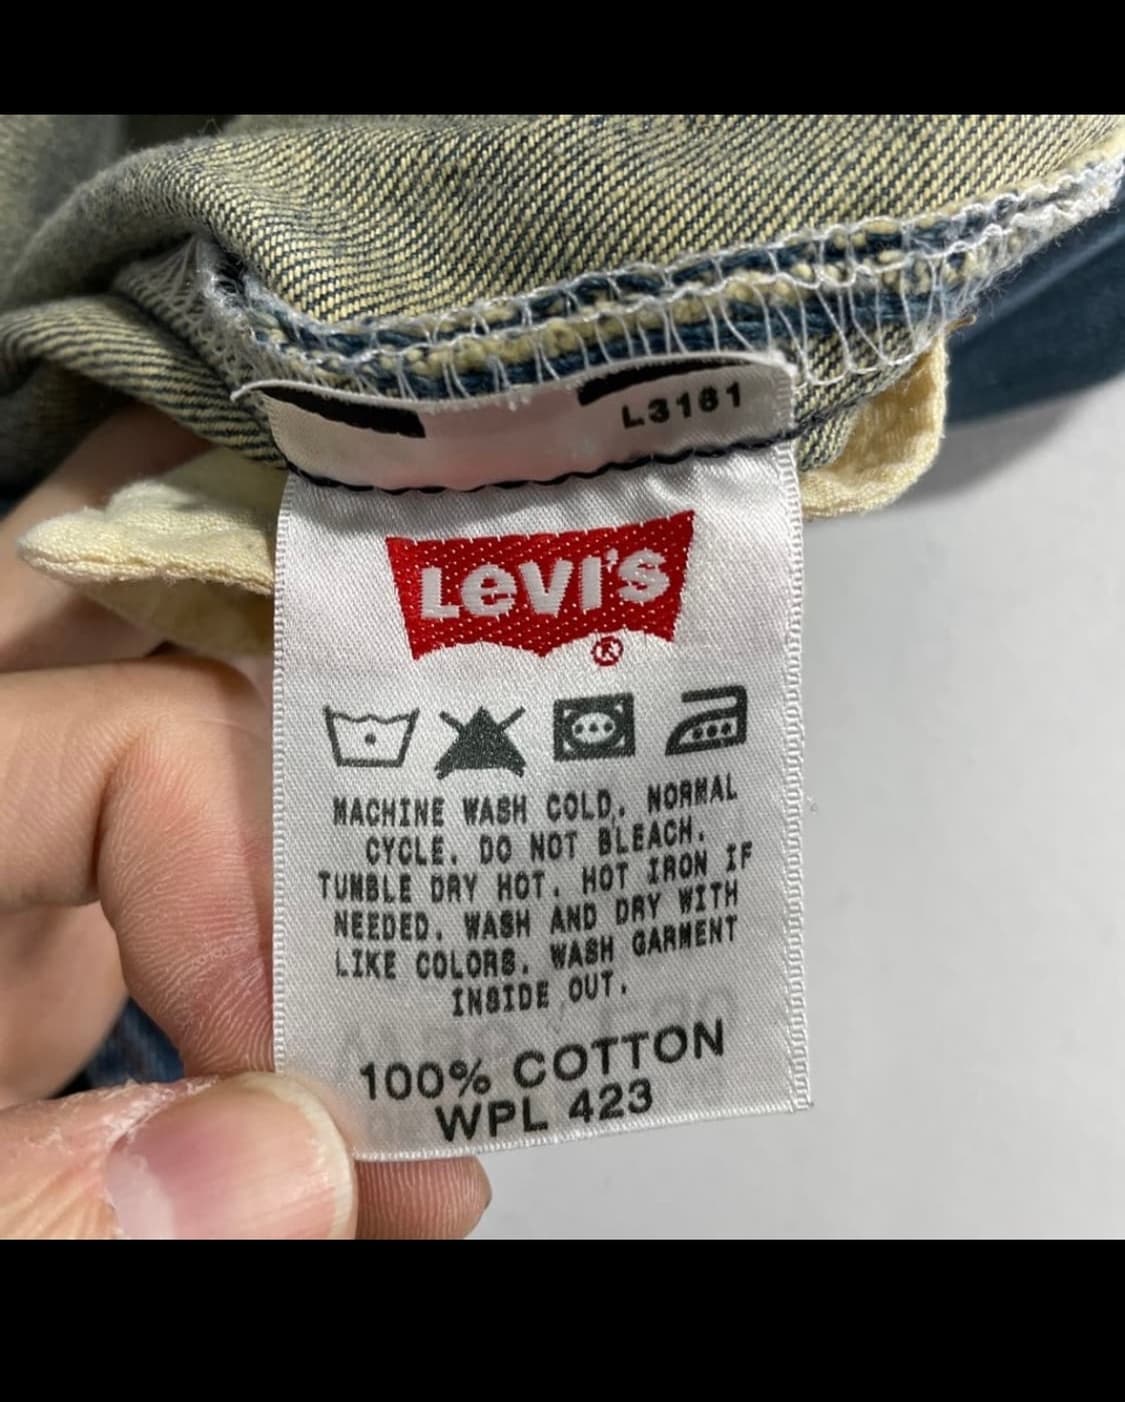 L3161
Levi's®
MACHINE WASH COLD. NORMAL
CYCLE. DO NOT BLEACH.
TUMBLE DRY HOT. HOT IRON IF
NEEDED. WASH AND DRY WITH
LIKE COLORS. WASH GARMENT
INSIDE OUT.
100% COTTON
WPL 423